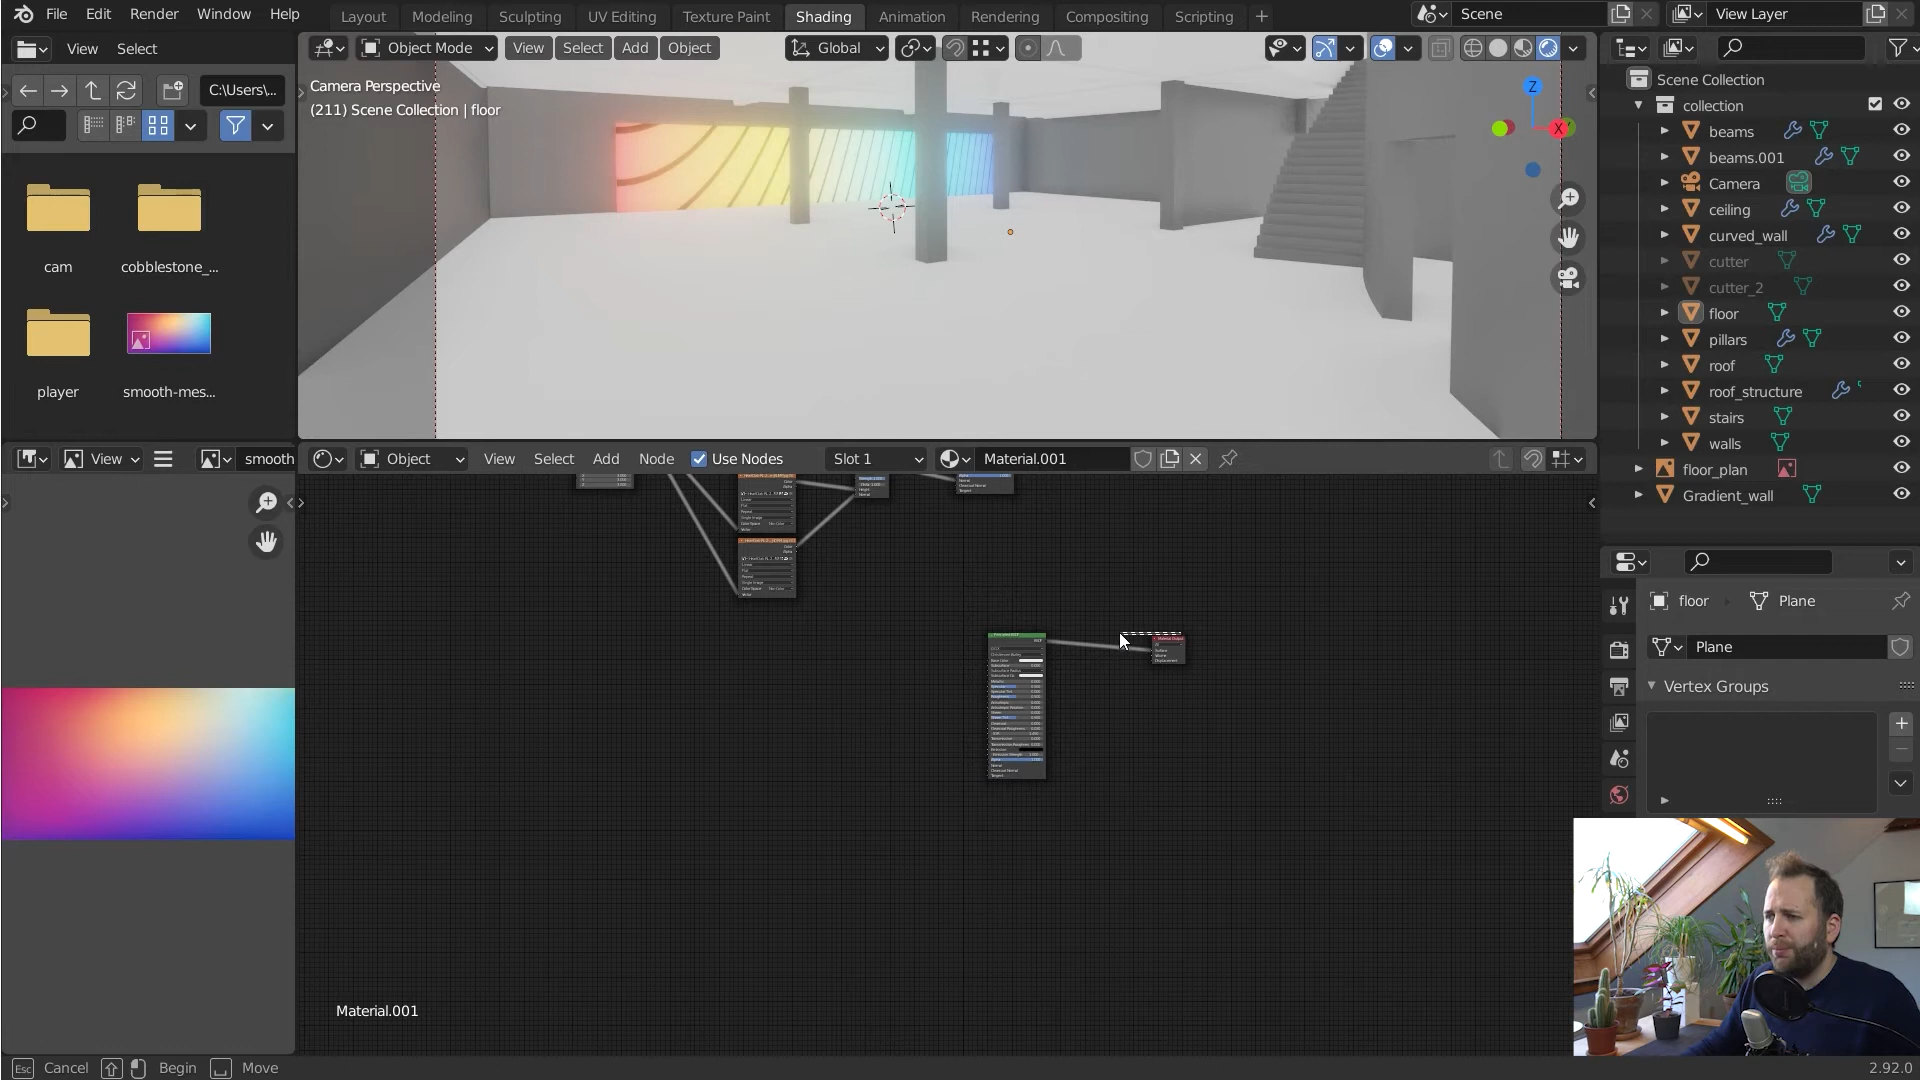 File Edit Render Window Help
Layout Modeling Sculpting UV Editing Texture Paint Shading Animation Rendering Compositing Scripting
Scene
View Layer
View Select
Object Mode View Select Add Object
Global
C:\Users\...
Camera Perspective
(211) Scene Collection | floor
Z
X
cam
cobblestone_...
player
smooth-mes...
Scene Collection
collection
beams
beams.001
Camera
ceiling
curved_wall
cutter
cutter_2
floor
pillars
roof
roof_structure
stairs
walls
floor_plan
Gradient_wall
View
smooth
Object View Select Add Node Use Nodes Slot 1 Material.001
floor Plane
Plane
Vertex Groups
Material.001
Esc Cancel Begin Move
2.92.0